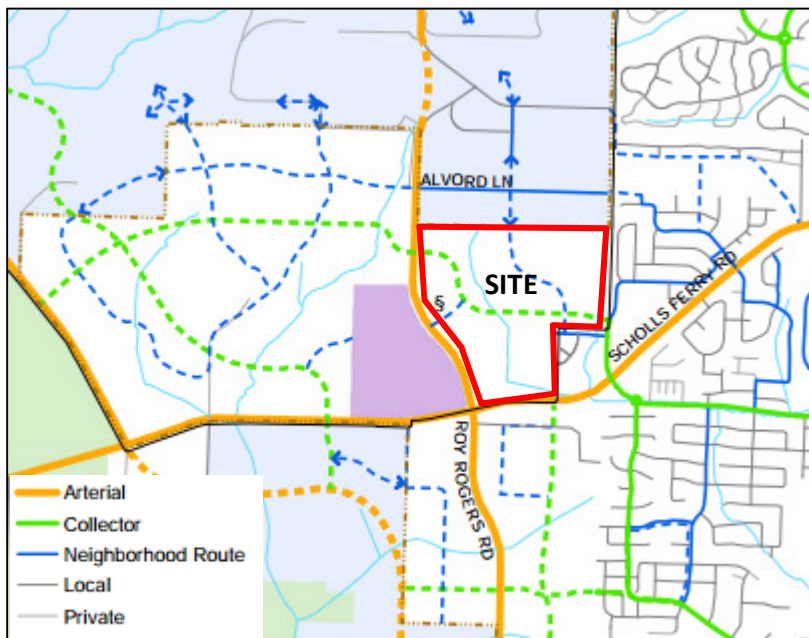 ALVORD LN
SITE
§
SCHOLLS FERRY RD
ROY ROGERS RD
Arterial
Collector
Neighborhood Route
Local
Private